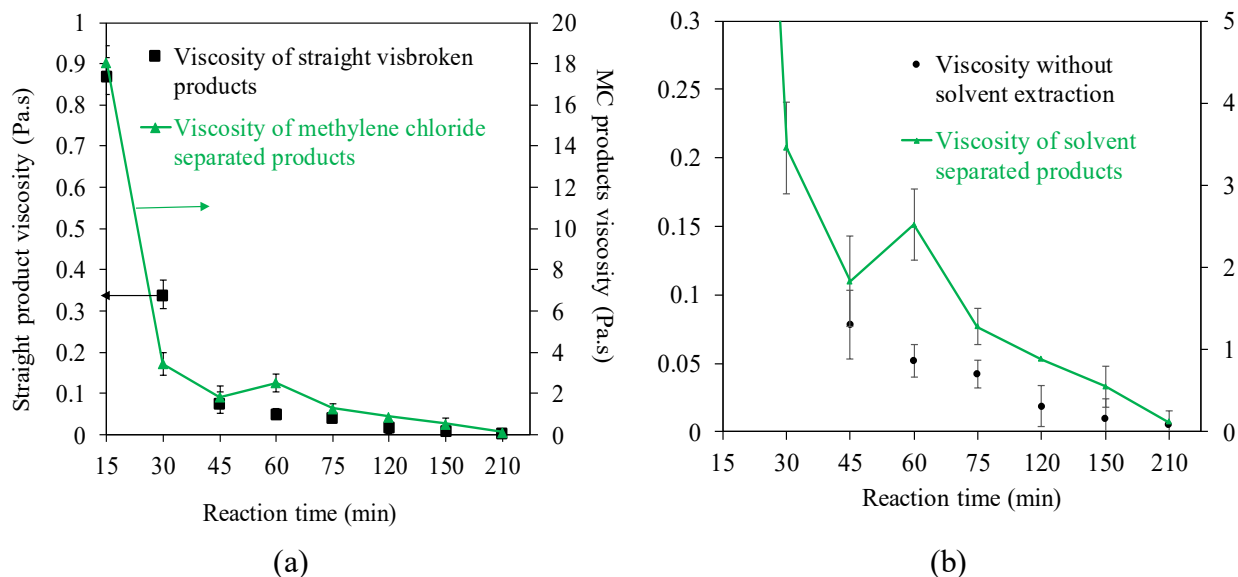 Straight product viscosity (Pa.s)
1
0.9
0.8
0.7
0.6
0.5
0.4
0.3
0.2
0.1
0
20
18
16
14
12
10
8
6
4
2
0
MC products viscosity (Pa.s)
Viscosity of straight visbroken
products
Viscosity of methylene chloride
separated products
15 30 45 60 75 120 150 210
Reaction time (min)
(a)
0.3
0.25
0.2
0.15
0.1
0.05
0
5
4
3
2
1
0
Viscosity without
solvent extraction
Viscosity of solvent
separated products
15 30 45 60 75 120 150 210
Reaction time (min)
(b)